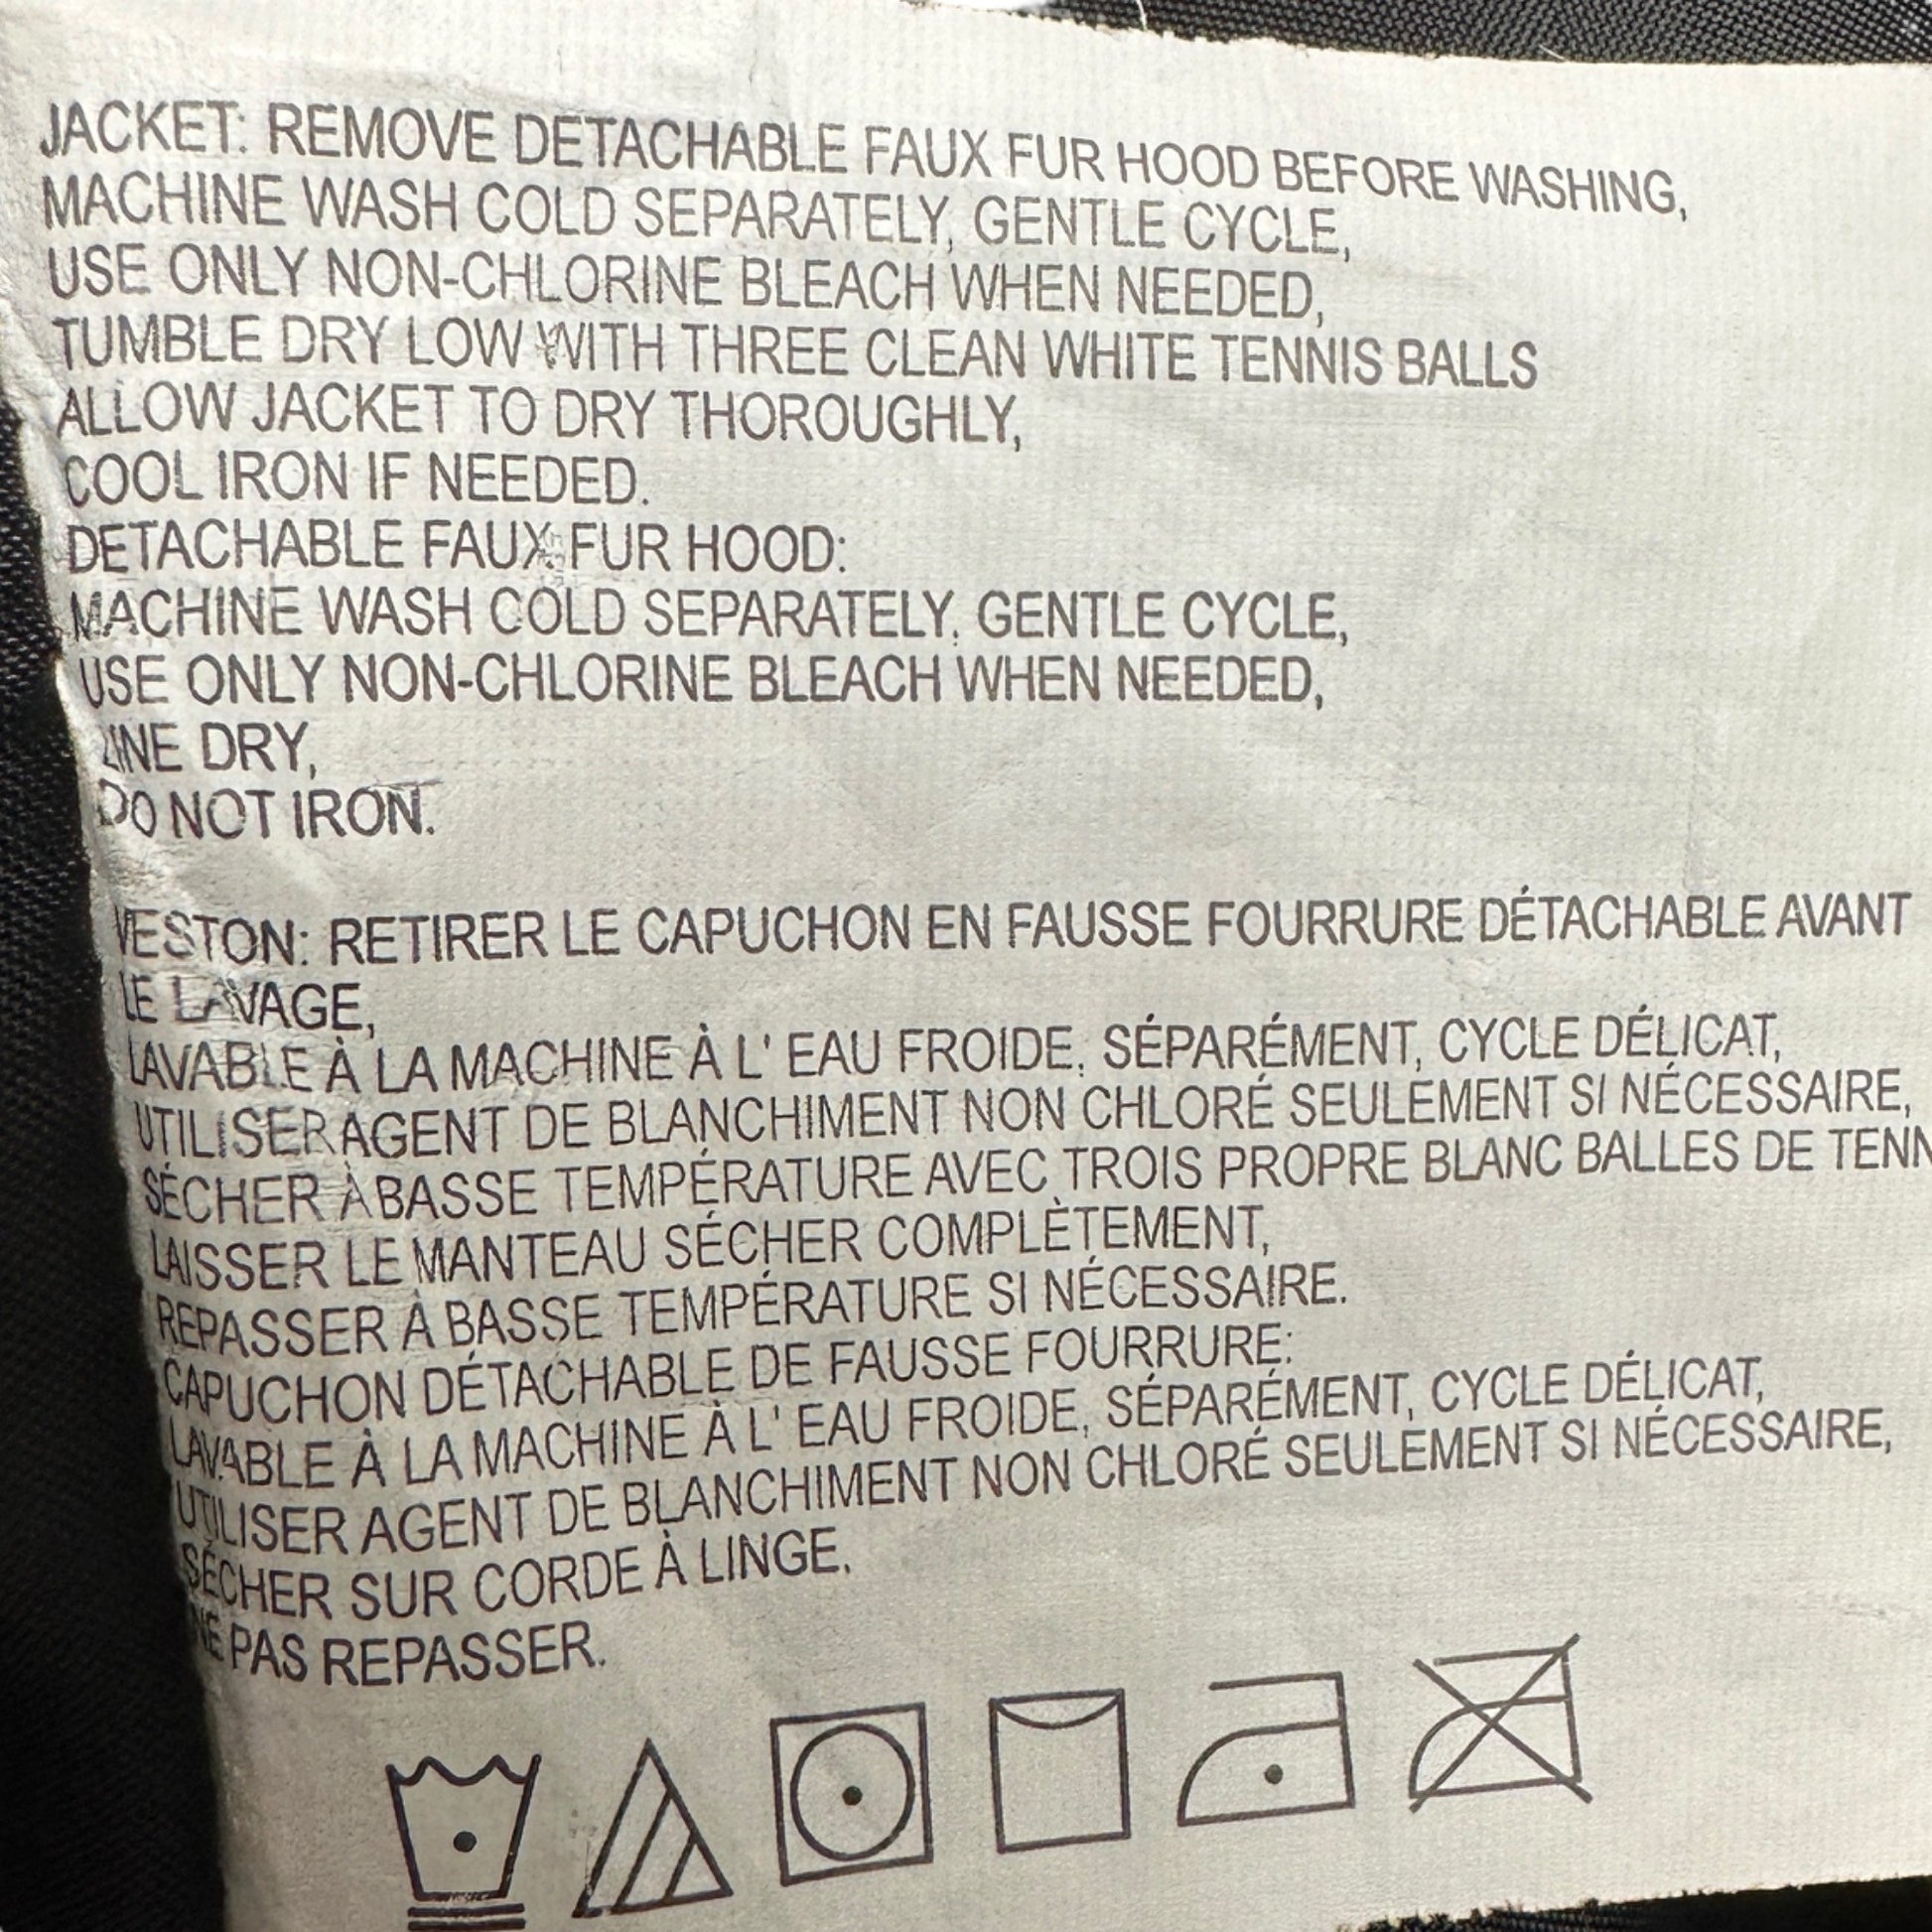 JACKET: REMOVE DETACHABLE FAUX FUR HOOD BEFORE WASHING,
MACHINE WASH COLD SEPARATELY, GENTLE CYCLE,
USE ONLY NON-CHLORINE BLEACH WHEN NEEDED,
TUMBLE DRY LOW WITH THREE CLEAN WHITE TENNIS BALLS
ALLOW JACKET TO DRY THOROUGHLY,
COOL IRON IF NEEDED.
DETACHABLE FAUX FUR HOOD:
MACHINE WASH COLD SEPARATELY, GENTLE CYCLE,
USE ONLY NON-CHLORINE BLEACH WHEN NEEDED,
LINE DRY,
DO NOT IRON.
VESTON: RETIRER LE CAPUCHON EN FAUSSE FOURRURE DÉTACHABLE AVANT
LE LAVAGE,
LAVABLE À LA MACHINE À L' EAU FROIDE, SÉPARÉMENT, CYCLE DÉLICAT,
UTILISER AGENT DE BLANCHIMENT NON CHLORÉ SEULEMENT SI NÉCESSAIRE,
SÉCHER À BASSE TEMPÉRATURE AVEC TROIS PROPRE BLANC BALLES DE TENN
LAISSER LE MANTEAU SÉCHER COMPLÈTEMENT,
REPASSER À BASSE TEMPÉRATURE SI NÉCESSAIRE.
CAPUCHON DÉTACHABLE DE FAUSSE FOURRURE:
LAVABLE À LA MACHINE À L' EAU FROIDE, SÉPARÉMENT, CYCLE DÉLICAT,
UTILISER AGENT DE BLANCHIMENT NON CHLORÉ SEULEMENT SI NÉCESSAIRE,
SÉCHER SUR CORDE À LINGE,
NE PAS REPASSER.